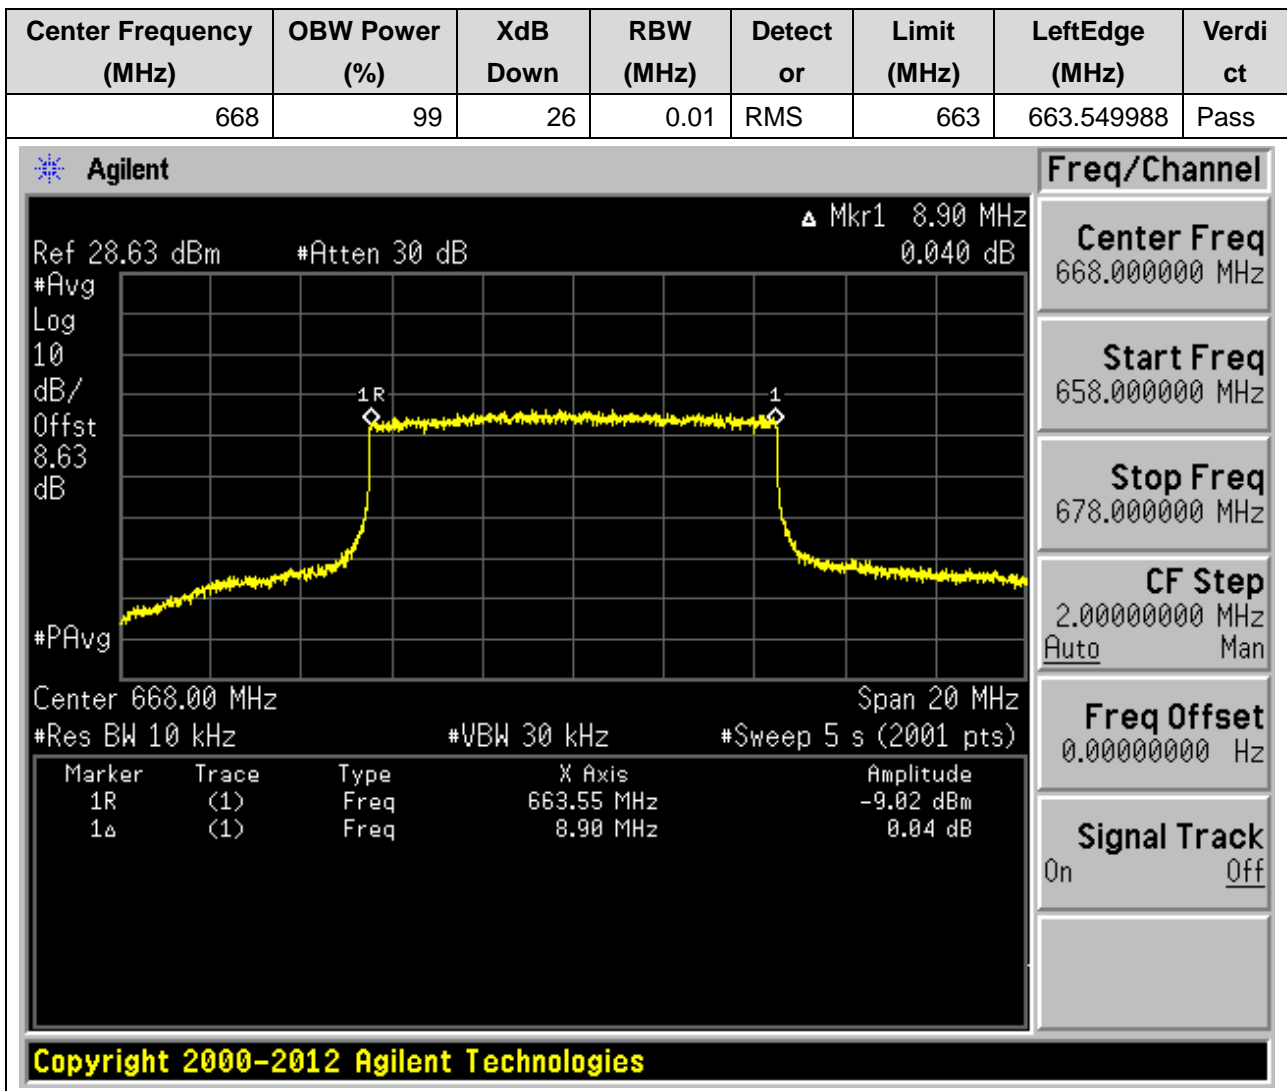 Center Frequency (MHz) OBW Power (%) XdB Down RBW (MHz) Detect or Limit (MHz) LeftEdge (MHz) Verdi ct
668 99 26 0.01 RMS 663 663.549988 Pass
Agilent
Freq/Channel
Δ Mkr1 8.90 MHz
Ref 28.63 dBm #Atten 30 dB 0.040 dB
#Avg
Log
10
dB/
Offst
8.63
dB
#PAvg
1R
1
Center 668.00 MHz Span 20 MHz
#Res BW 10 kHz #VBW 30 kHz #Sweep 5 s (2001 pts)
Marker Trace Type X Axis Amplitude
1R (1) Freq 663.55 MHz -9.02 dBm
1Δ (1) Freq 8.90 MHz 0.04 dB
Center Freq
668.000000 MHz
Start Freq
658.000000 MHz
Stop Freq
678.000000 MHz
CF Step
2.00000000 MHz
Auto Man
Freq Offset
0.00000000 Hz
Signal Track
On Off
Copyright 2000-2012 Agilent Technologies